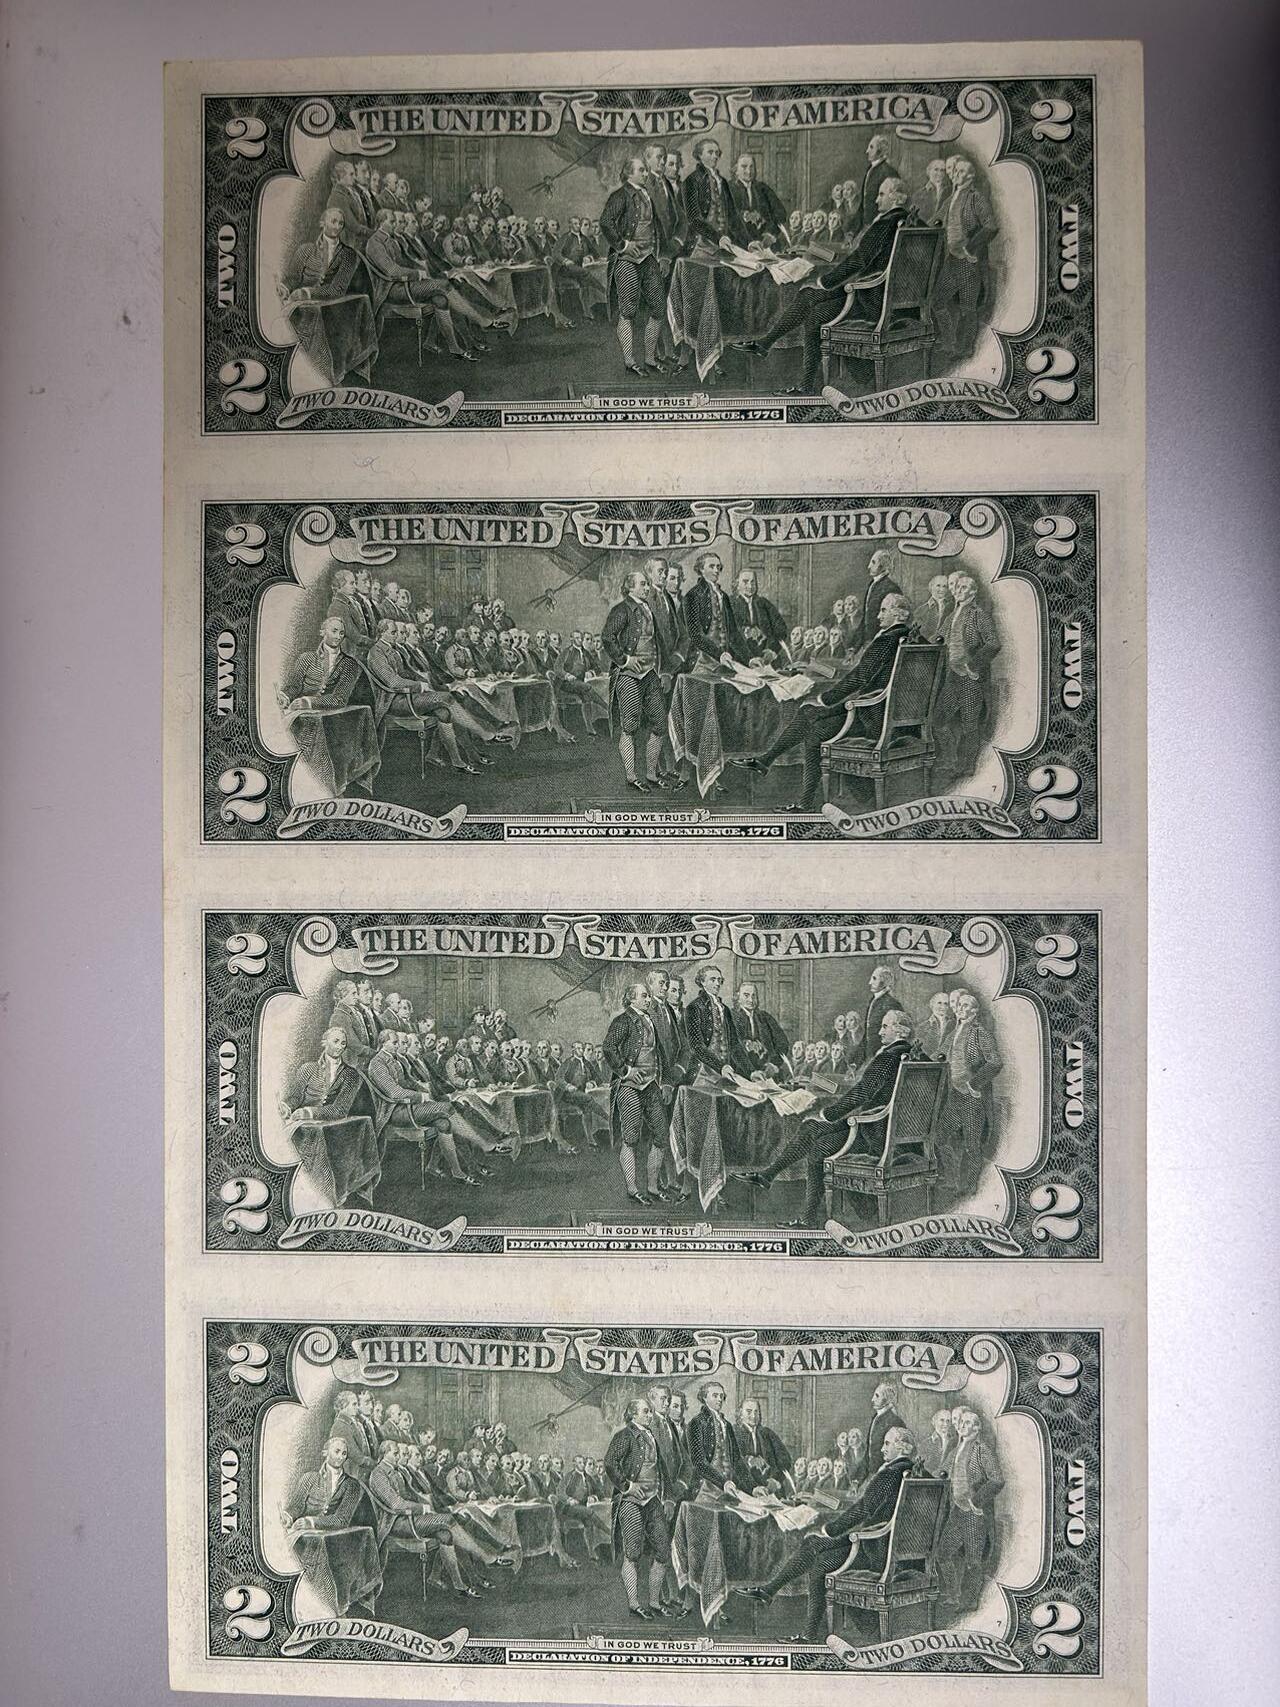 THE UNITED STATES OF AMERICA
2 2
TWO TWO
2 2
7
TWO DOLLARS IN GOD WE TRUST TWO DOLLARS
DECLARATION OF INDEPENDENCE, 1776
THE UNITED STATES OF AMERICA
2 2
TWO TWO
2 2
7
TWO DOLLARS IN GOD WE TRUST TWO DOLLARS
DECLARATION OF INDEPENDENCE, 1776
THE UNITED STATES OF AMERICA
2 2
TWO TWO
2 2
7
TWO DOLLARS IN GOD WE TRUST TWO DOLLARS
DECLARATION OF INDEPENDENCE, 1776
THE UNITED STATES OF AMERICA
2 2
TWO TWO
2 2
7
TWO DOLLARS IN GOD WE TRUST TWO DOLLARS
DECLARATION OF INDEPENDENCE, 1776